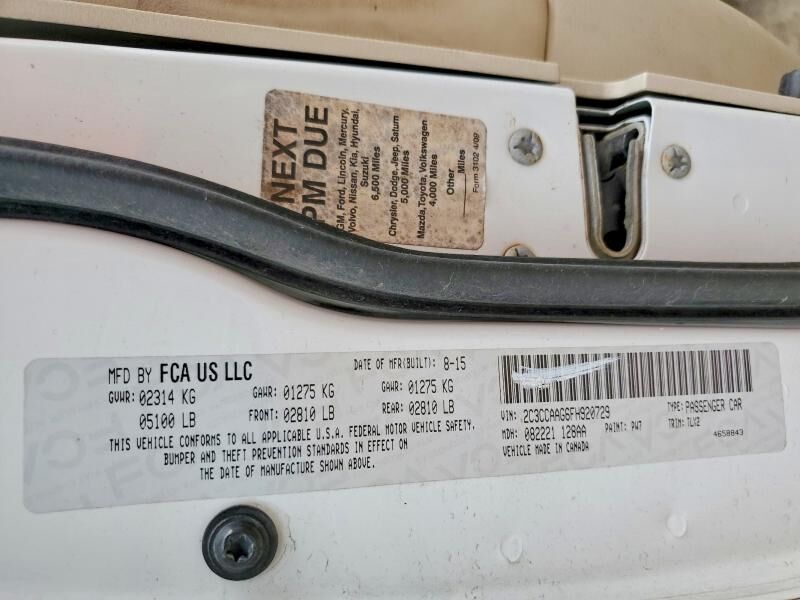 NEXT
PM DUE
GM, Ford, Lincoln, Mercury,
Volvo, Nissan, Kia, Hyundai,
Suzuki
6,500 Miles
Chrysler, Dodge, Jeep, Saturn
5,000 Miles
Mazda, Toyota, Volkswagen
4,000 Miles
Other
Miles
Form 3102 4/09
MFD BY FCA US LLC
DATE OF MFR(BUILT): 8-15
GVWR: 02314 KG
05100 LB
GAWR: 01275 KG
FRONT: 02810 LB
GAWR: 01275 KG
REAR: 02810 LB
THIS VEHICLE CONFORMS TO ALL APPLICABLE U.S.A. FEDERAL MOTOR VEHICLE SAFETY,
BUMPER AND THEFT PREVENTION STANDARDS IN EFFECT ON
THE DATE OF MANUFACTURE SHOWN ABOVE.
VIN: 2C3CCAAG6FH920729
TYPE: PASSENGER CAR
MDH: 082221 128AA
PAINT: PW7
TRIM: TLX2
VEHICLE MADE IN CANADA
4658843